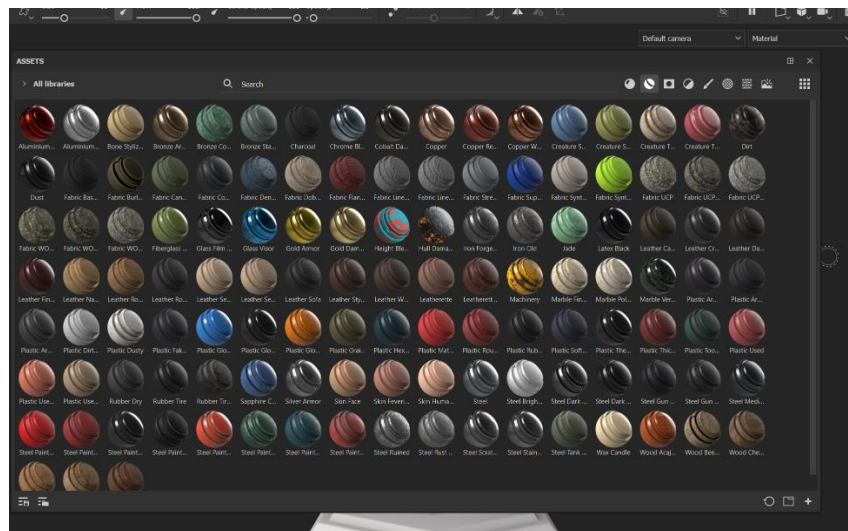 Default camera
Material
ASSETS
All libraries
Search
Aluminium... Aluminium... Bone Styliz... Bronze Ar... Bronze Co... Bronze Sta... Charcoal Chrome Bl... Cobalt Da... Copper Copper Re... Copper W... Creature S... Creature S... Creature T... Creature T... Dirt
Dust Fabric Bas... Fabric Burl... Fabric Can... Fabric Co... Fabric Den... Fabric Dob... Fabric Flan... Fabric Line... Fabric Line... Fabric Stre... Fabric Sup... Fabric Synt... Fabric Synt... Fabric UCP Fabric UCP... Fabric UCP...
Fabric WO... Fabric WO... Fabric WO... Fiberglass ... Glass Film ... Glass Visor Gold Armor Gold Dam... Height Ble... Hull Dama... Iron Forge... Iron Old Jade Latex Black Leather Ca... Leather Cr... Leather Da...
Leather Fin... Leather Na... Leather Ro... Leather Ro... Leather Se... Leather Se... Leather Sofa Leather Sty... Leather W... Leatherette Leatherett... Machinery Marble Fin... Marble Pol... Marble Ver... Plastic Ar... Plastic Ar...
Plastic Ar... Plastic Dirt... Plastic Dusty Plastic Fak... Plastic Glo... Plastic Glo... Plastic Glo... Plastic Grai... Plastic Hex... Plastic Mat... Plastic Rou... Plastic Rub... Plastic Soft... Plastic The... Plastic Thic... Plastic Too... Plastic Used
Plastic Use... Plastic Use... Rubber Dry Rubber Tire Rubber Tir... Sapphire C... Silver Armor Skin Face Skin Feveri... Skin Huma... Steel Steel Brigh... Steel Dark ... Steel Dark ... Steel Gun ... Steel Gun ... Steel Medi...
Steel Paint... Steel Paint... Steel Paint... Steel Paint... Steel Paint... Steel Paint... Steel Paint... Steel Paint... Steel Ruined Steel Rust ... Steel Scrat... Steel Stain... Steel Tank ... Wax Candle Wood Acaj... Wood Bee... Wood Che...